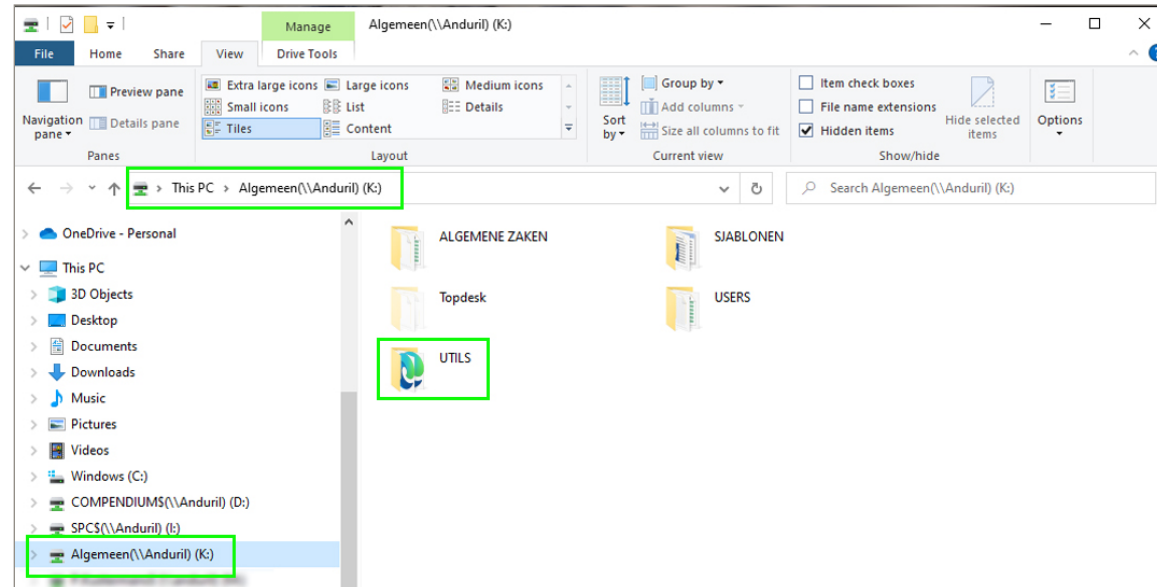 Manage Algemeen(\\Anduril) (K:)
File Home Share View Drive Tools
Navigation pane
Preview pane
Details pane
Panes
Extra large icons Large icons Medium icons
Small icons List Details
Tiles Content
Layout
Sort by
Group by
Add columns
Size all columns to fit
Current view
Item check boxes
File name extensions
Hidden items
Hide selected items
Show/hide
Options
This PC > Algemeen(\\Anduril) (K:)
Search Algemeen(\\Anduril) (K:)
OneDrive - Personal
This PC
3D Objects
Desktop
Documents
Downloads
Music
Pictures
Videos
Windows (C:)
COMPENDIUM$(\\Anduril) (D:)
SPC$(\\Anduril) (I:)
Algemeen(\\Anduril) (K:)
ALGEMENE ZAKEN
SJABLONEN
Topdesk
USERS
UTILS